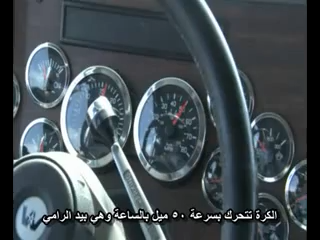 الكرة تتحرك بسرعة ٥٠ ميل بالساعة وهي بيد الرامي